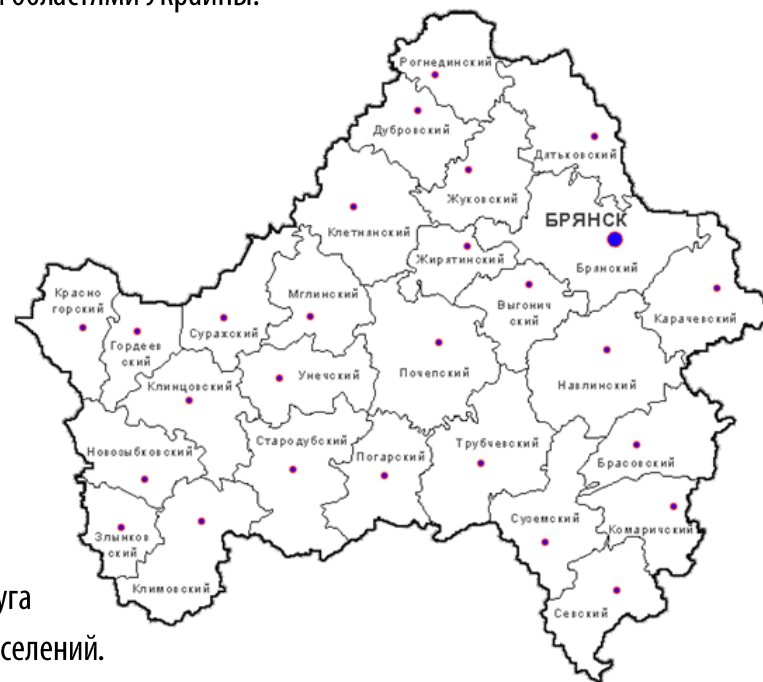 областями Украины.
Рогнединский
Дубровский
Дятьковский
Жуковский
БРЯНСК
Клетнянский
Жирятинский
Брянский
Красно
горский
Мглинский
Выгонич
ский
Карачевский
Суражский
Гордеев
ский
Почепский
Унечский
Навлинский
Клинцовский
Стародубский
Трубчевский
Новозыбковский
Погарский
Брасовский
Суземский
Комаричский
Злынков
ский
Климовский
Севский
уга
селений.